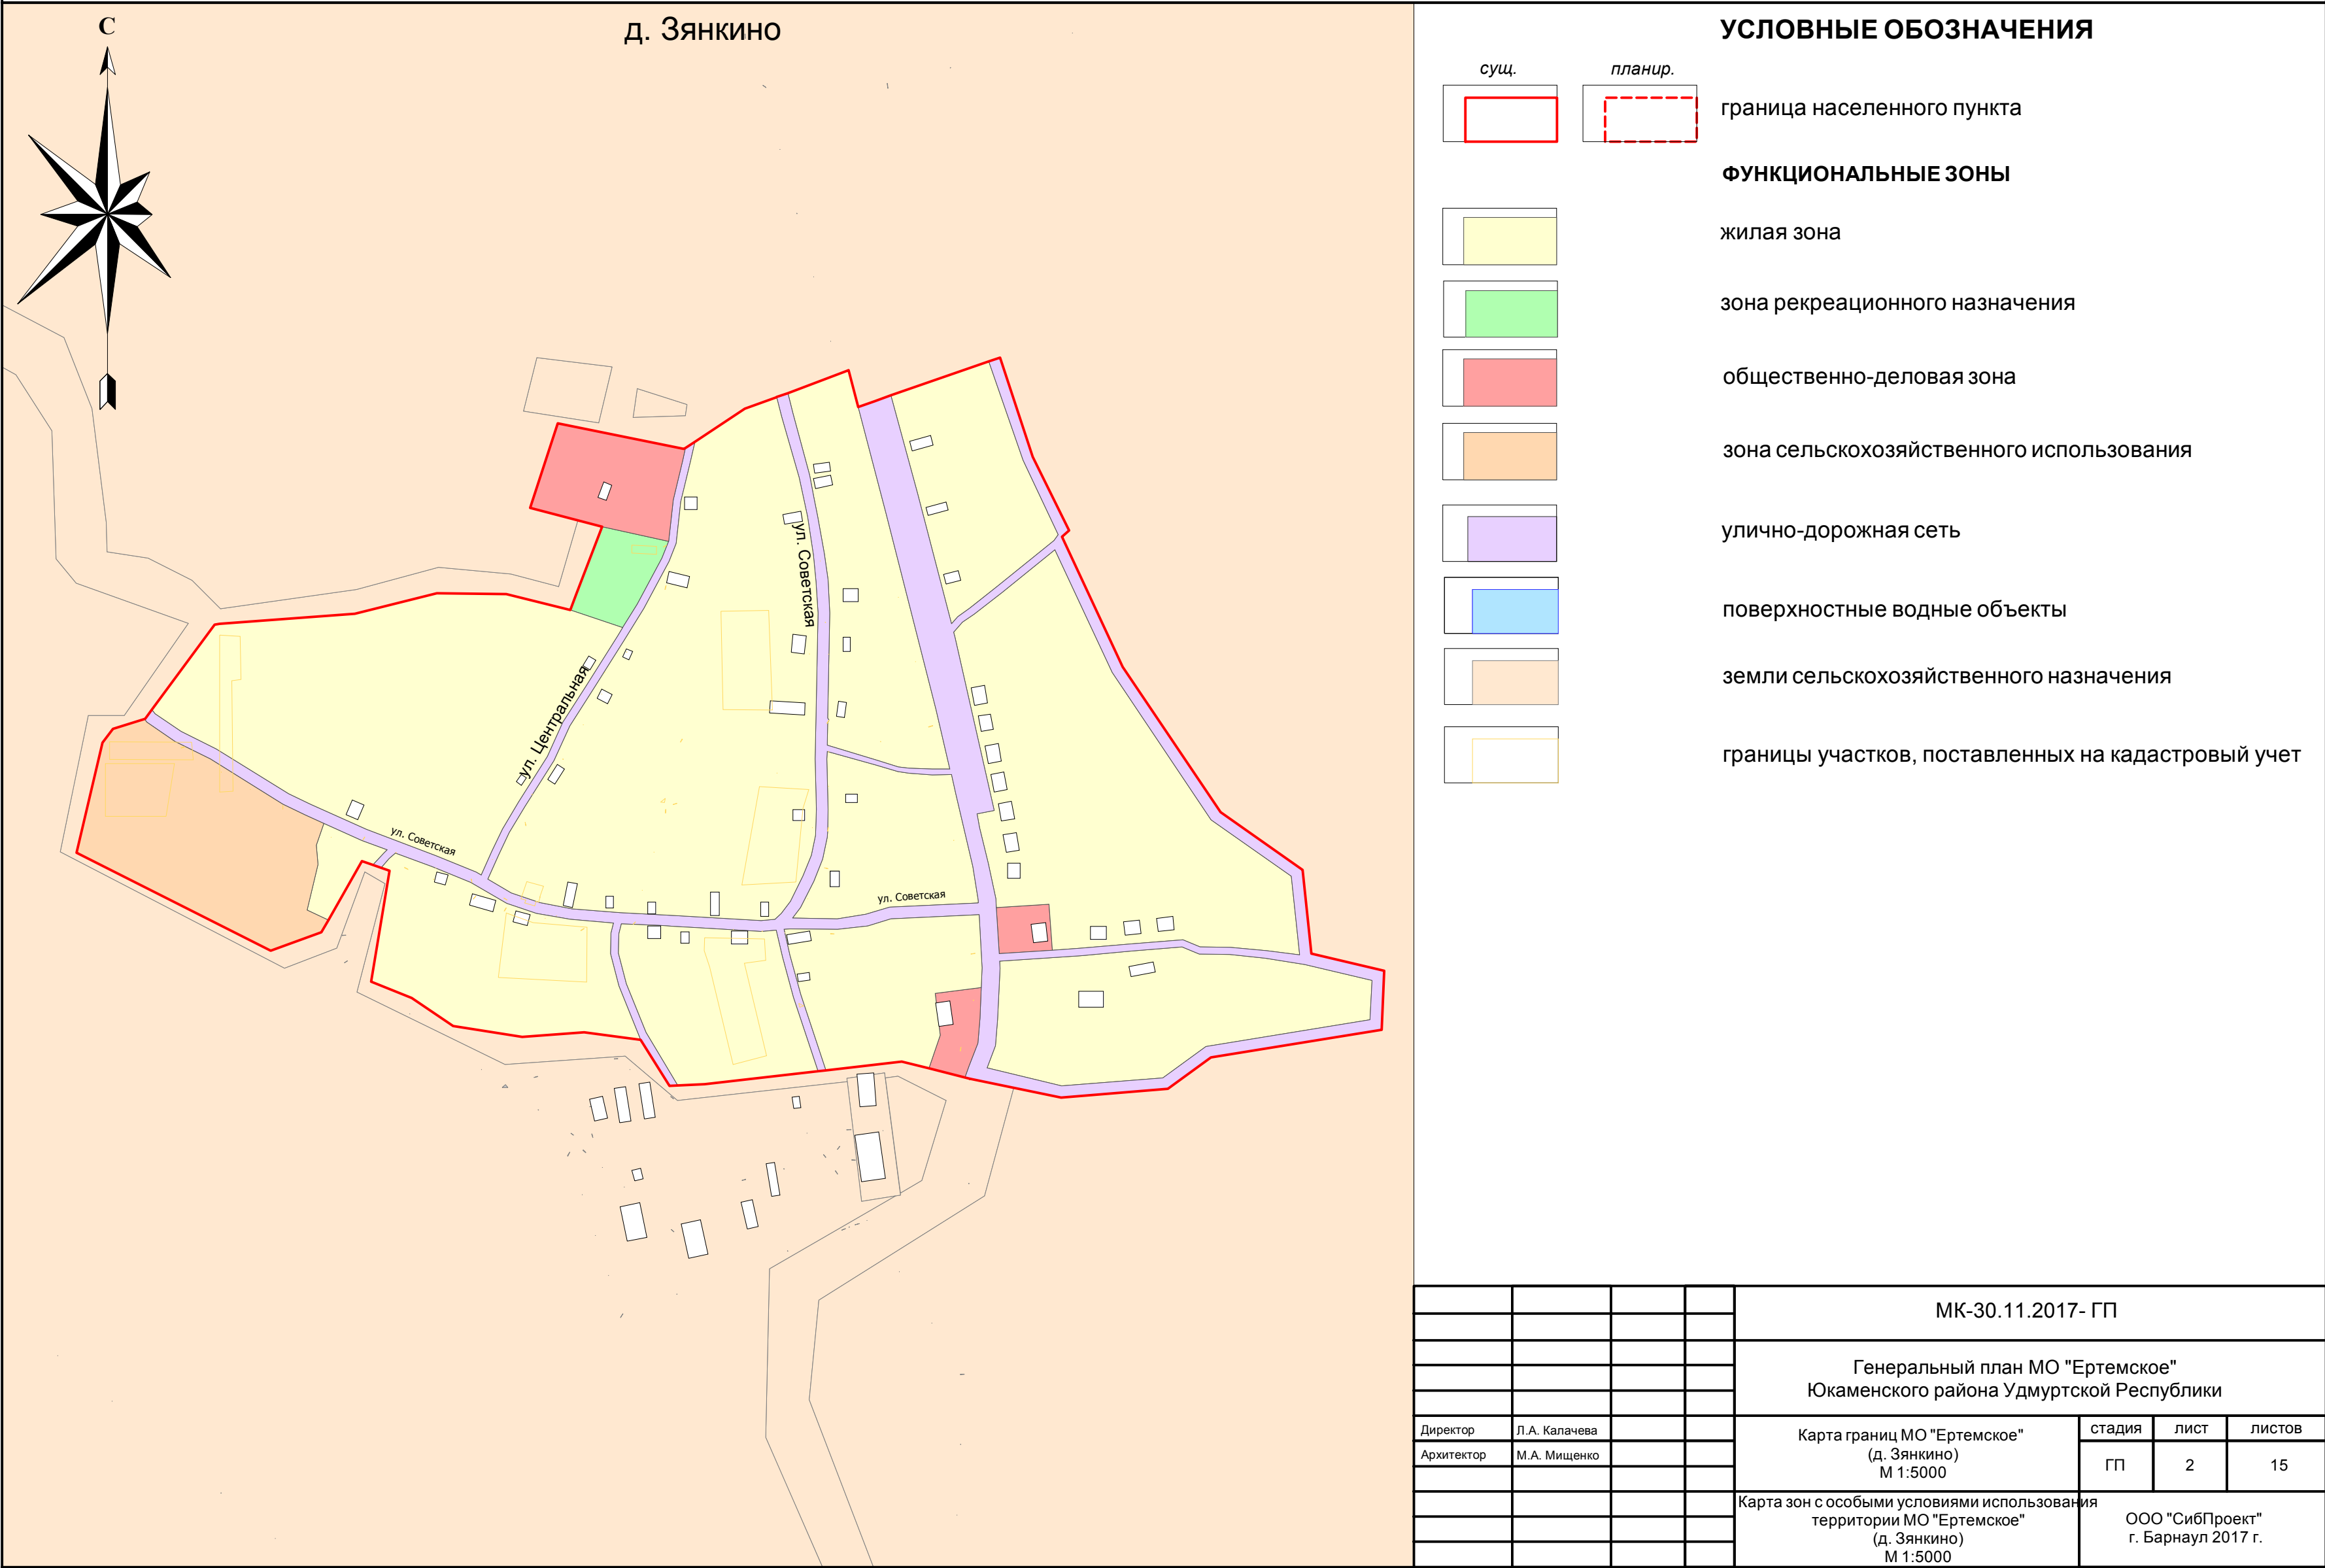 С
д. Зянкино
ул. Советская
ул. Центральная
ул. Советская
ул. Советская
УСЛОВНЫЕ ОБОЗНАЧЕНИЯ
сущ. планир.
граница населенного пункта
ФУНКЦИОНАЛЬНЫЕ ЗОНЫ
жилая зона
зона рекреационного назначения
общественно-деловая зона
зона сельскохозяйственного использования
улично-дорожная сеть
поверхностные водные объекты
земли сельскохозяйственного назначения
границы участков, поставленных на кадастровый учет
МК-30.11.2017- ГП
Генеральный план МО "Ертемское"
Юкаменского района Удмуртской Республики
Директор Л.А. Калачева
Архитектор М.А. Мищенко
Карта границ МО "Ертемское"
(д. Зянкино)
М 1:5000
стадия лист листов
ГП 2 15
Карта зон с особыми условиями использования
территории МО "Ертемское"
(д. Зянкино)
М 1:5000
ООО "СибПроект"
г. Барнаул 2017 г.